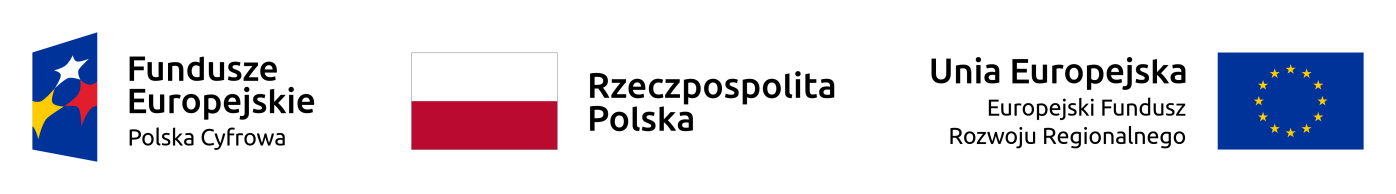 Fundusze
Europejskie
Polska Cyfrowa
Rzeczpospolita
Polska
Unia Europejska
Europejski Fundusz
Rozwoju Regionalnego